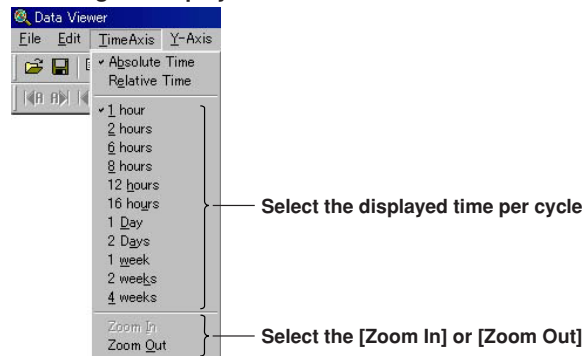 Data Viewer
File Edit TimeAxis Y-Axis
Absolute Time
Relative Time
1 hour
2 hours
6 hours
8 hours
12 hours
16 hours
1 Day
2 Days
1 week
2 weeks
4 weeks
Select the displayed time per cycle
Zoom In
Zoom Out
Select the [Zoom In] or [Zoom Out]